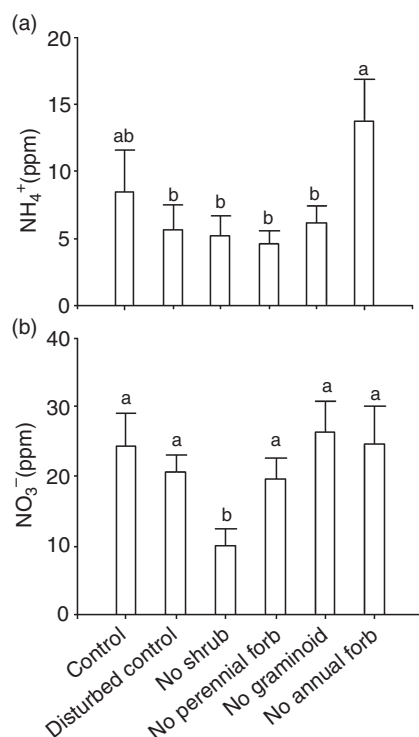 (a)
20
15
10
5
0
NH₄⁺(ppm)
ab
b
b
b
b
a
(b)
40
30
20
10
0
NO₃⁻(ppm)
a
a
b
a
a
a
Control
Disturbed control
No shrub
No perennial forb
No graminoid
No annual forb